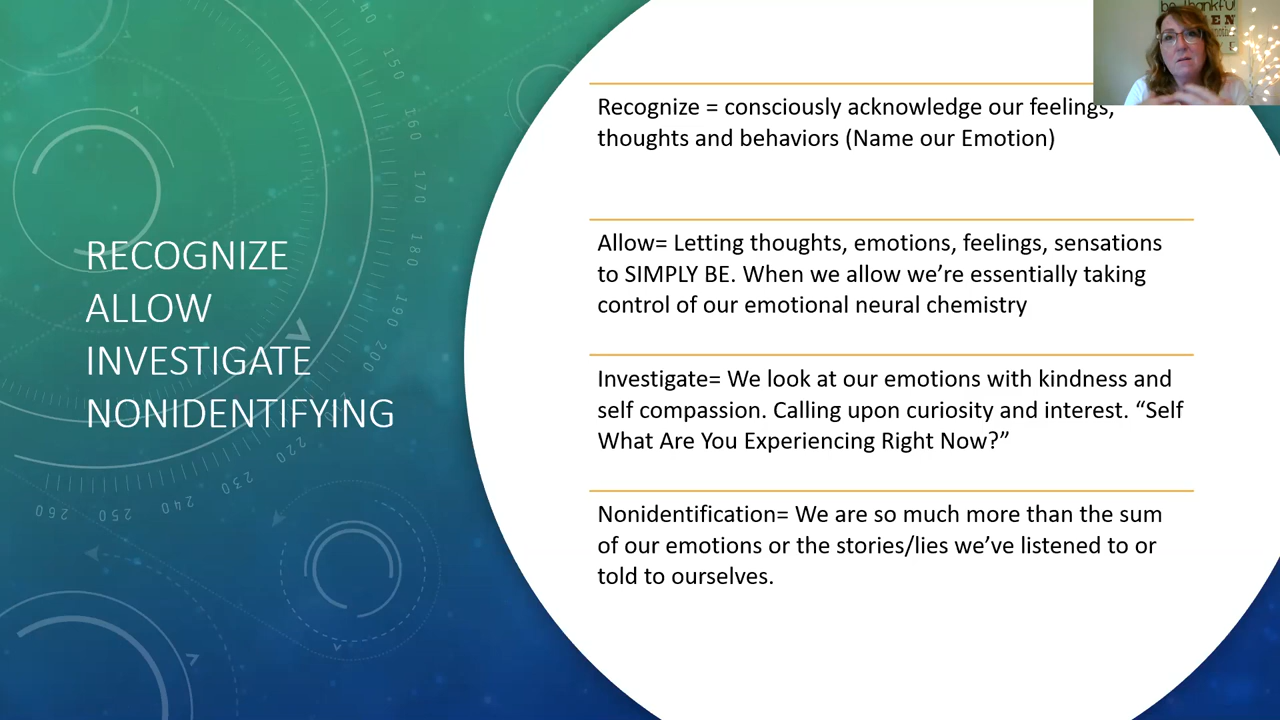 RECOGNIZE
ALLOW
INVESTIGATE
NONIDENTIFYING
Recognize = consciously acknowledge our feelings,
thoughts and behaviors (Name our Emotion)
Allow= Letting thoughts, emotions, feelings, sensations
to SIMPLY BE. When we allow we’re essentially taking
control of our emotional neural chemistry
Investigate= We look at our emotions with kindness and
self compassion. Calling upon curiosity and interest. “Self
What Are You Experiencing Right Now?”
Nonidentification= We are so much more than the sum
of our emotions or the stories/lies we’ve listened to or
told to ourselves.
150
160
170
180
190
200
220
230
240
250
260
be thankful